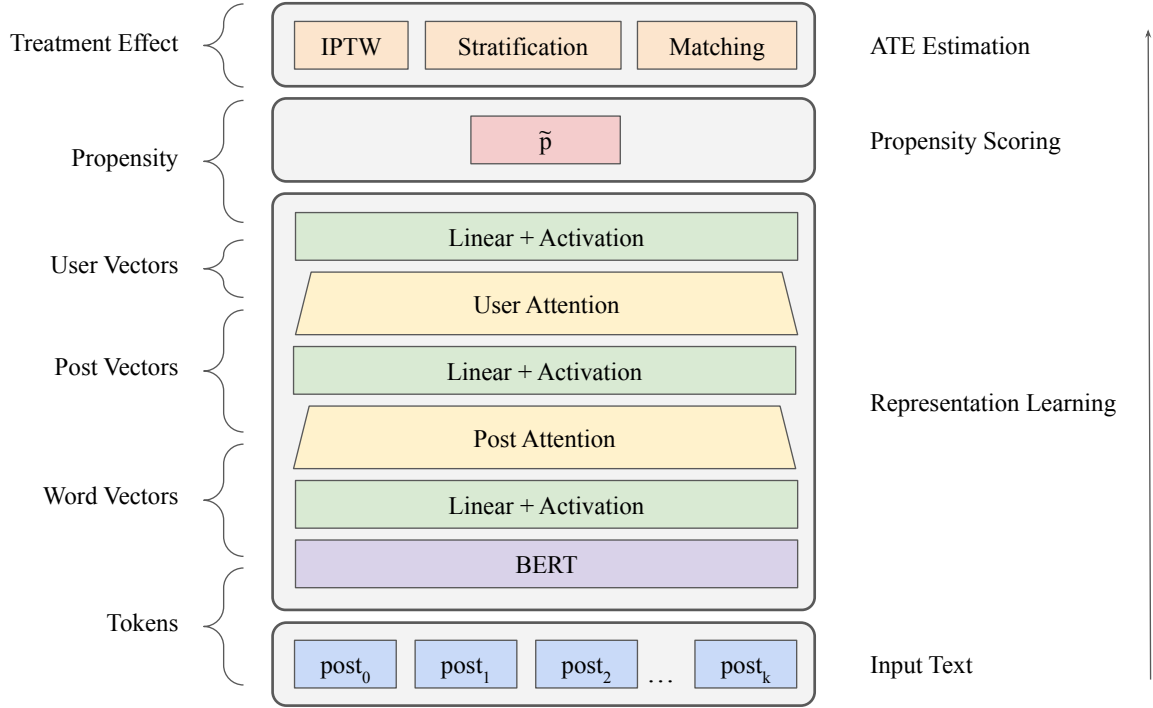 Treatment Effect
IPTW
Stratification
Matching
ATE Estimation
Propensity
p̃
Propensity Scoring
Linear + Activation
User Vectors
User Attention
Post Vectors
Linear + Activation
Representation Learning
Post Attention
Word Vectors
Linear + Activation
BERT
Tokens
post₀
post₁
post₂
...
postₖ
Input Text